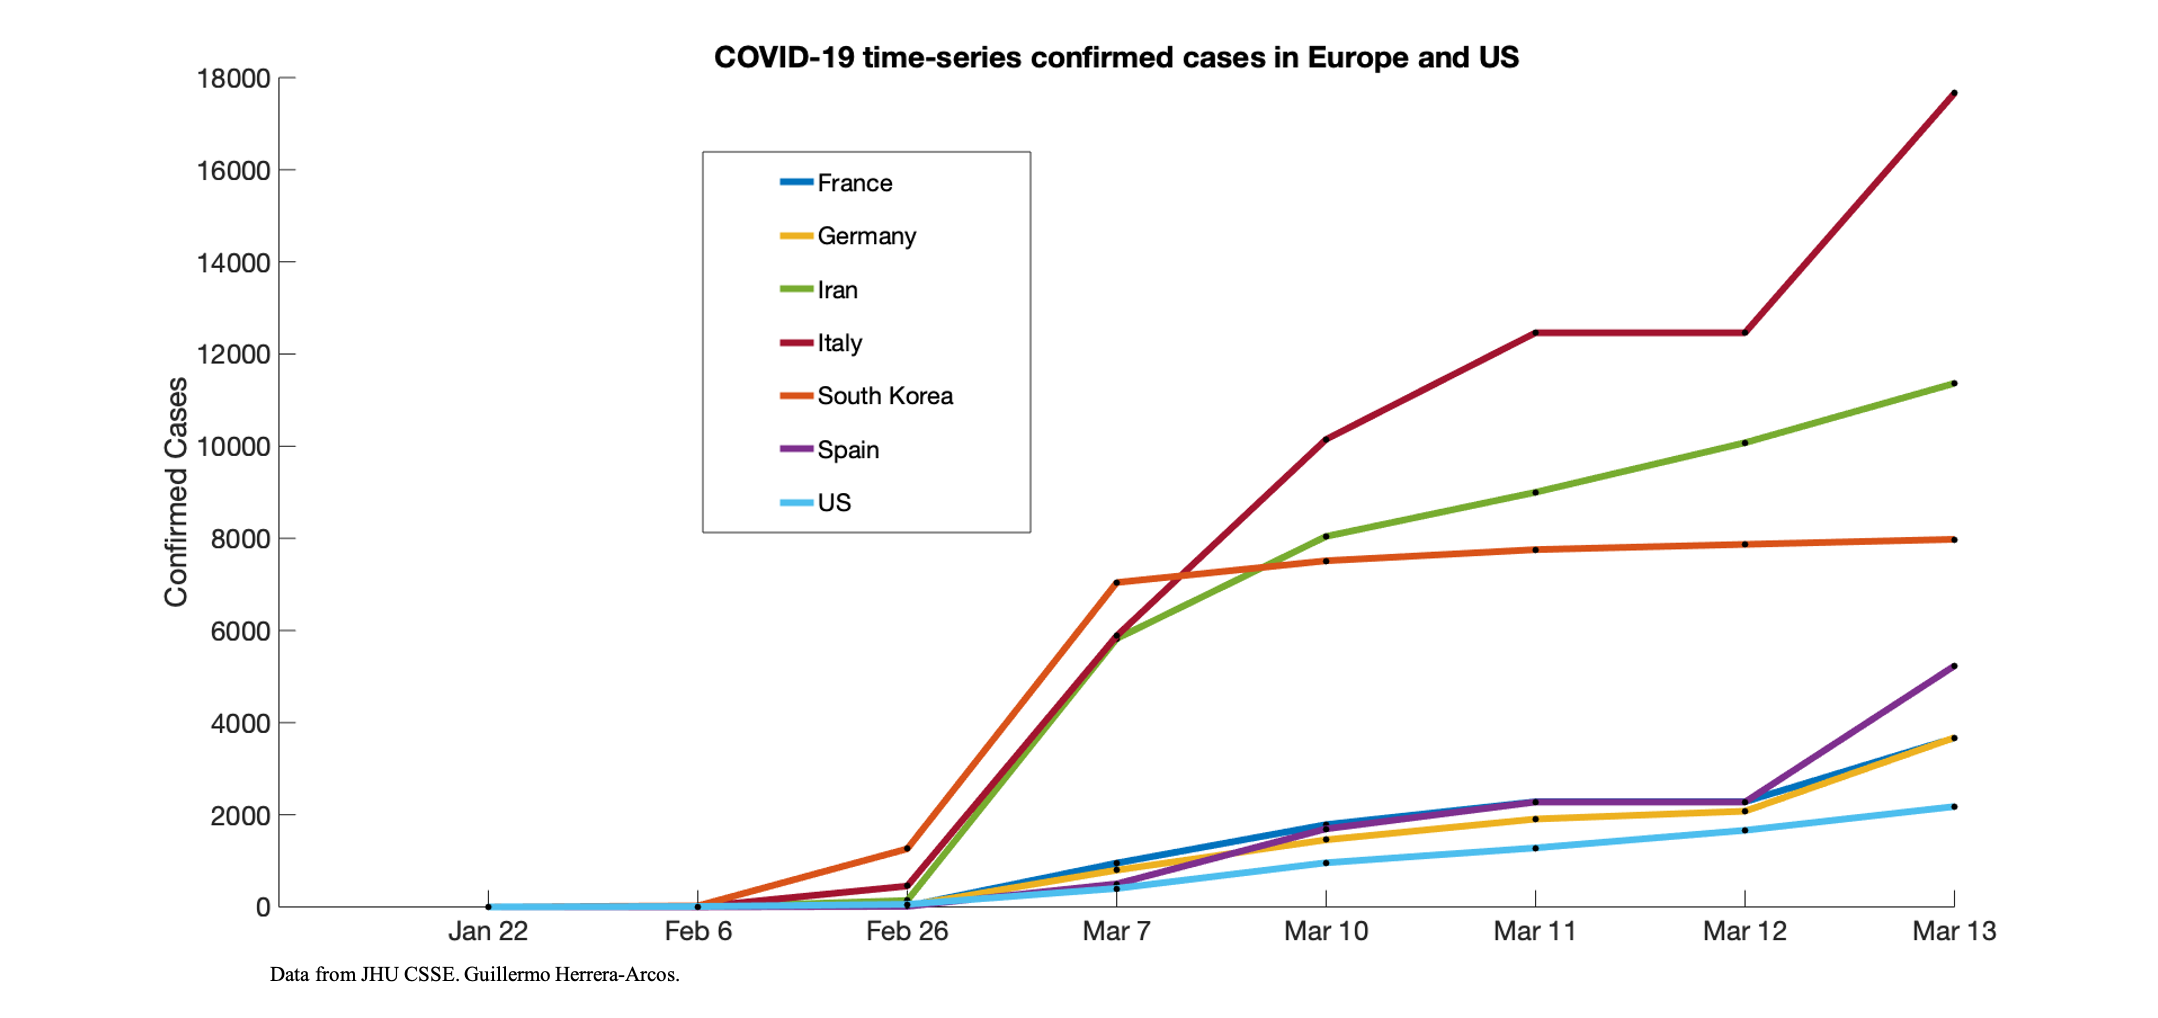 COVID-19 time-series confirmed cases in Europe and US
18000
16000
14000
12000
10000
8000
6000
4000
2000
0
Confirmed Cases
France
Germany
Iran
Italy
South Korea
Spain
US
Jan 22 Feb 6 Feb 26 Mar 7 Mar 10 Mar 11 Mar 12 Mar 13
Data from JHU CSSE. Guillermo Herrera-Arcos.